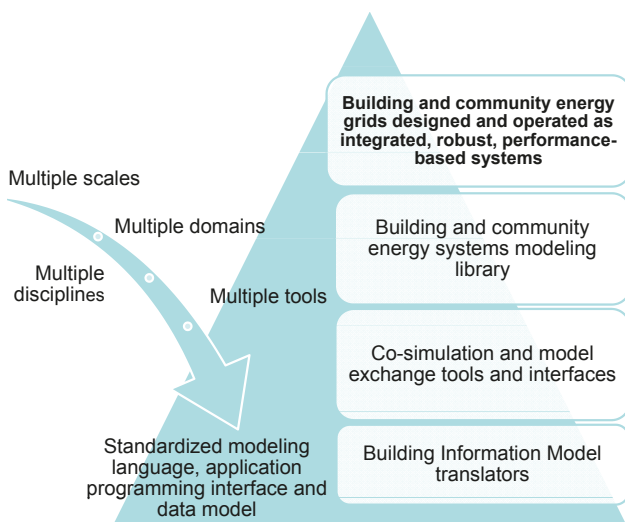 Building and community energy
grids designed and operated as
integrated, robust, performance-
based systems
Multiple scales
Multiple domains
Multiple
disciplines
Multiple tools
Building and community
energy systems modeling
library
Co-simulation and model
exchange tools and interfaces
Standardized modeling
language, application
programming interface and
data model
Building Information Model
translators